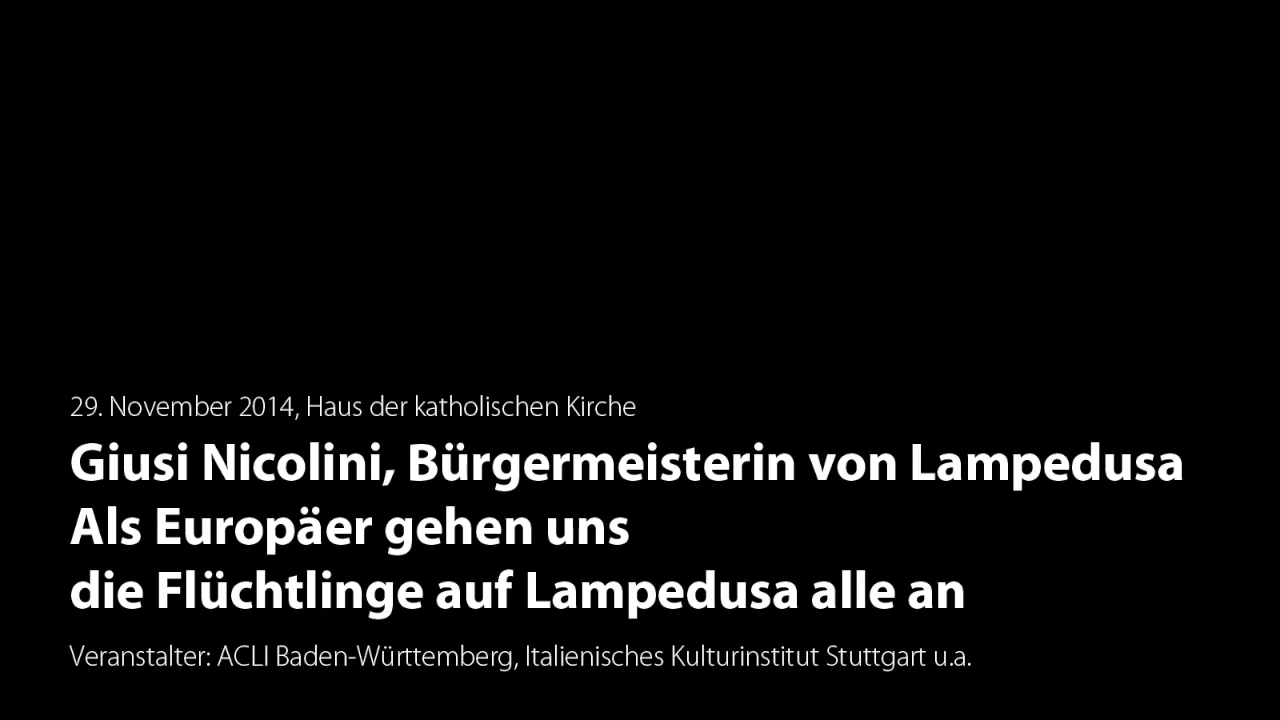 29. November 2014, Haus der katholischen Kirche
Giusi Nicolini, Bürgermeisterin von Lampedusa
Als Europäer gehen uns
die Flüchtlinge auf Lampedusa alle an
Veranstalter: ACLI Baden-Württemberg, Italienisches Kulturinstitut Stuttgart u.a.